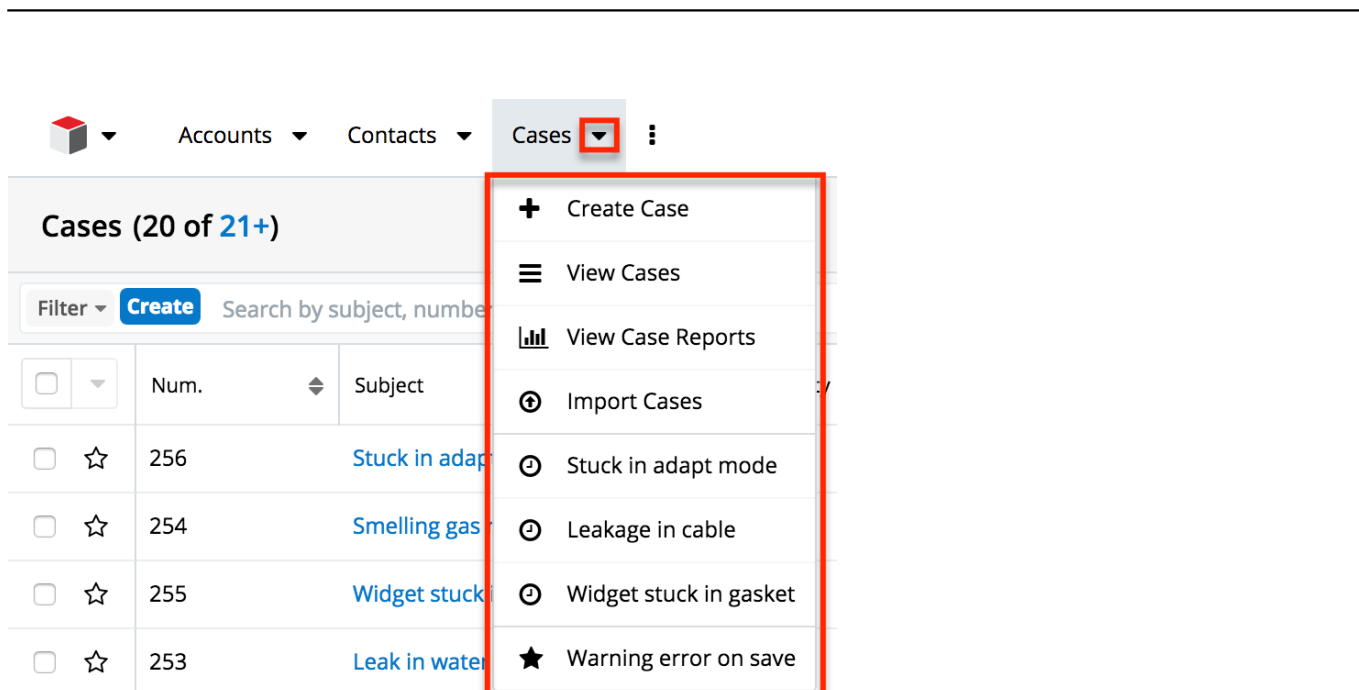 Accounts Contacts Cases
Cases (20 of 21+)
Create Case
View Cases
Filter Create Search by subject, number
View Case Reports
Num. Subject
Import Cases
256 Stuck in adap
Stuck in adapt mode
254 Smelling gas
Leakage in cable
255 Widget stuck
Widget stuck in gasket
253 Leak in water
Warning error on save